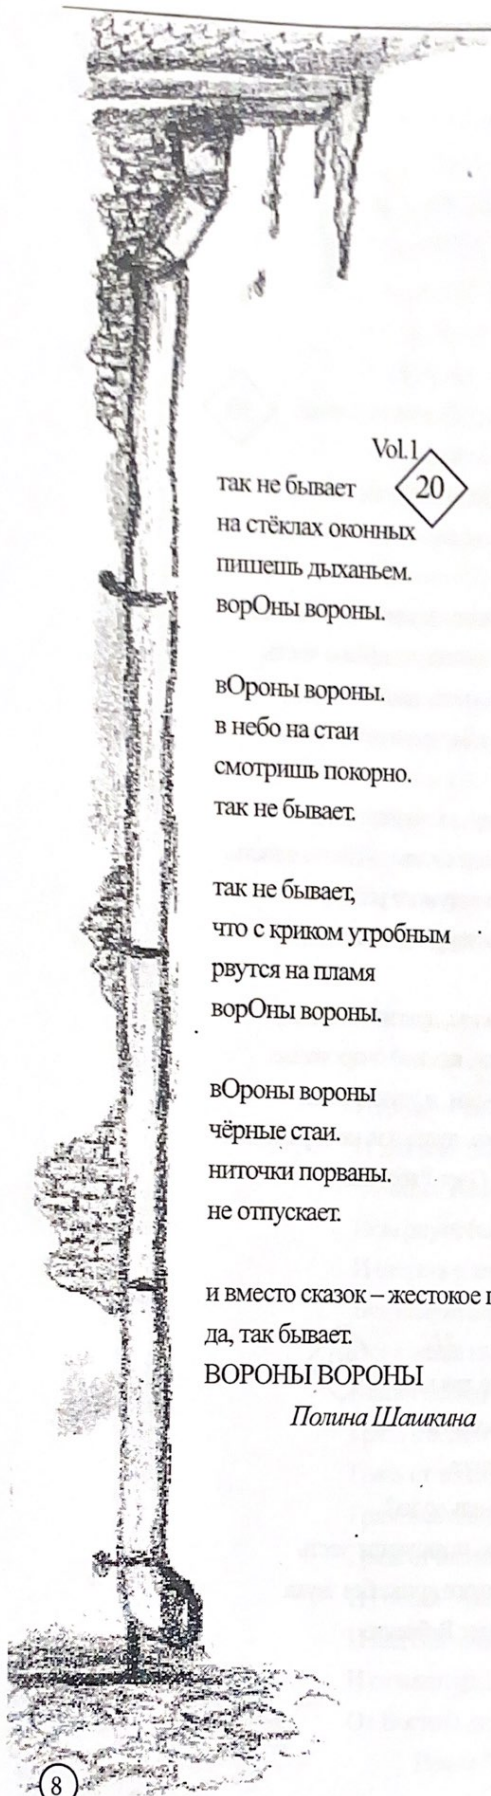 Vol.1
20
так не бывает
на стёклах оконных
пишешь дыханьем.
ворОны вороны.
вОроны вороны.
в небо на стаи
смотришь покорно.
так не бывает.
так не бывает,
что с криком утробным
рвутся на пламя
ворОны вороны.
вОроны вороны
чёрные стаи.
ниточки порваны.
не отпускает.
и вместо сказок – жестокое
да, так бывает.
ВОРОНЫ ВОРОНЫ
Полина Шашкина
8